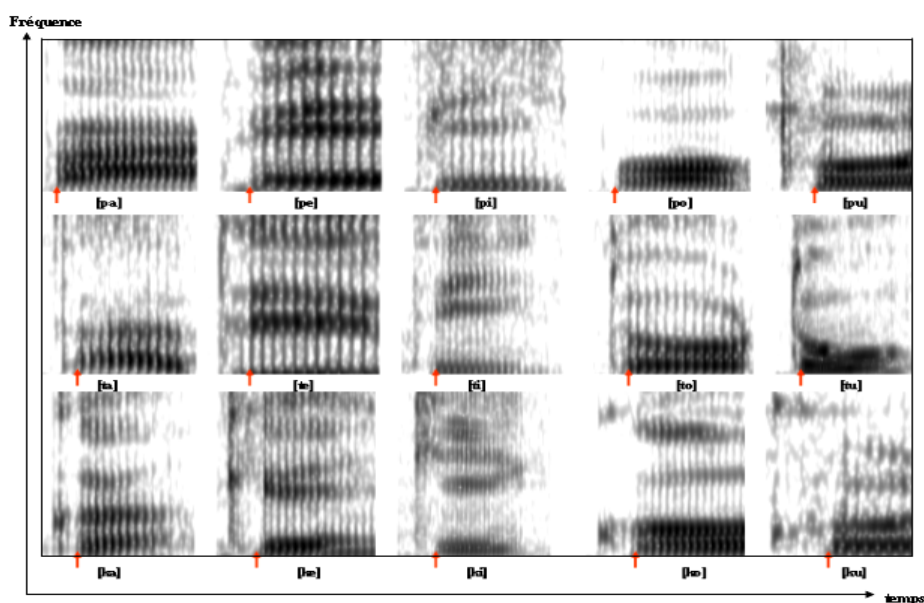 Fréquence
[pa] [pe] [pi] [po] [pu]
[ta] [te] [ti] [to] [tu]
[ka] [ke] [ki] [ko] [ku]
temps